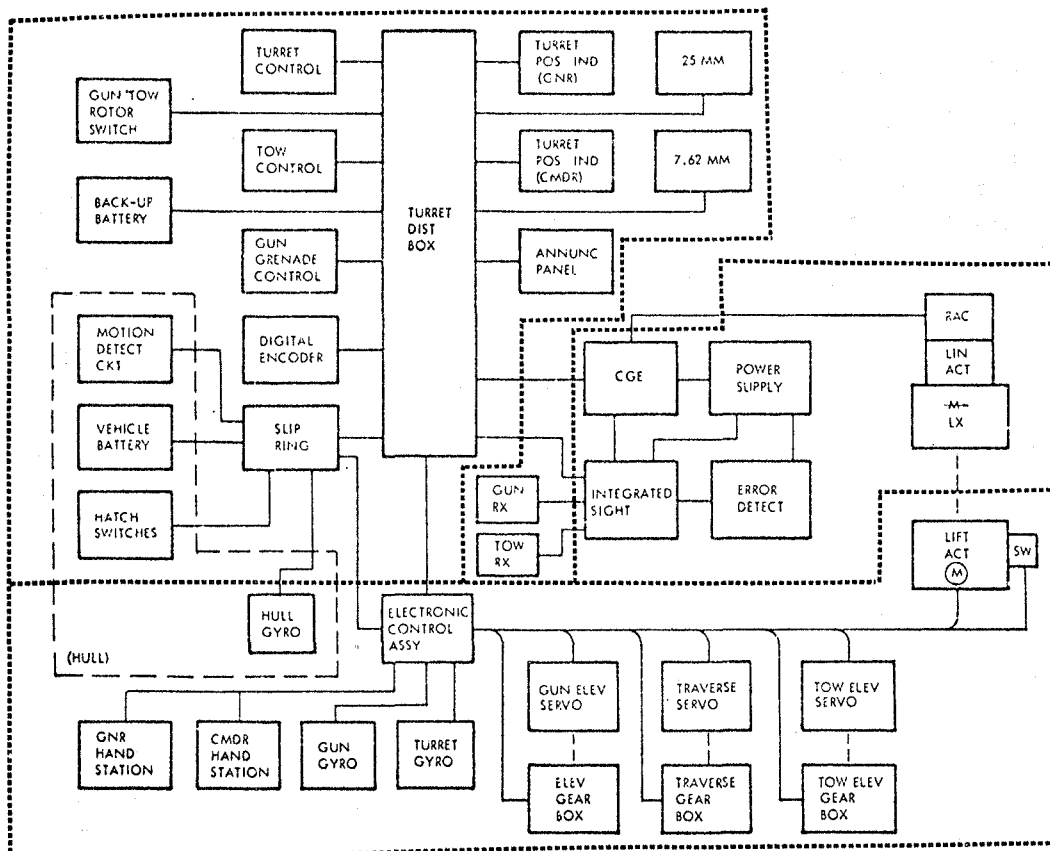 TURRET
CONTROL
TURRET
POS IND
(GNR)
25 MM
GUN TOW
ROTOR
SWITCH
TOW
CONTROL
TURRET
POS IND
(CMDR)
7.62 MM
BACK-UP
BATTERY
TURRET
DIST
BOX
GUN
GRENADE
CONTROL
ANNUNC
PANEL
MOTION
DETECT
CKT
DIGITAL
ENCODER
CGE
POWER
SUPPLY
RAC
LIN
ACT
M
LX
VEHICLE
BATTERY
SLIP
RING
HATCH
SWITCHES
GUN
RX
TOW
RX
INTEGRATED
SIGHT
ERROR
DETECT
LIFT
ACT
M
SW
HULL
GYRO
(HULL)
ELECTRONIC
CONTROL
ASSY
GUN ELEV
SERVO
TRAVERSE
SERVO
TOW ELEV
SERVO
GNR
HAND
STATION
CMDR
HAND
STATION
GUN
GYRO
TURRET
GYRO
ELEV
GEAR
BOX
TRAVERSE
GEAR
BOX
TOW ELEV
GEAR
BOX